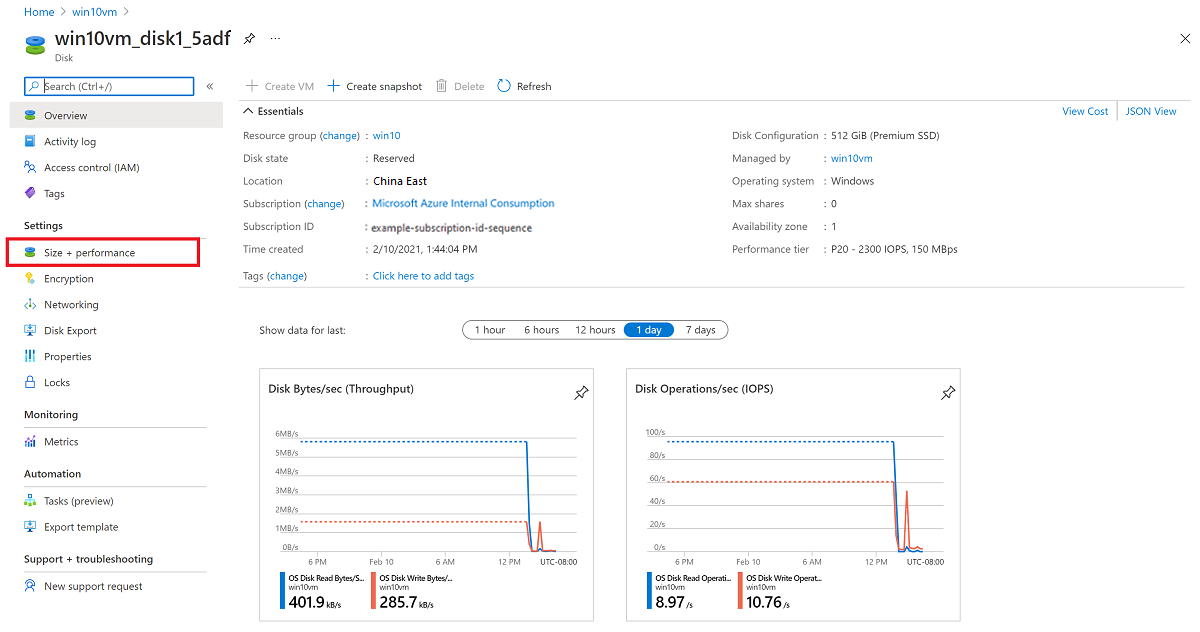 Home > win10vm >
win10vm_disk1_5adf ...
Disk
Search (Ctrl+/) «
Overview
Activity log
Access control (IAM)
Tags
Settings
Size + performance
Encryption
Networking
Disk Export
Properties
Locks
Monitoring
Metrics
Automation
Tasks (preview)
Export template
Support + troubleshooting
New support request
Create VM Create snapshot Delete Refresh
Essentials View Cost JSON View
Resource group (change) : win10
Disk state : Reserved
Location : China East
Subscription (change) : Microsoft Azure Internal Consumption
Subscription ID : example-subscription-id-sequence
Time created : 2/10/2021, 1:44:04 PM
Tags (change) : Click here to add tags
Disk Configuration : 512 GiB (Premium SSD)
Managed by : win10vm
Operating system : Windows
Max shares : 0
Availability zone : 1
Performance tier : P20 - 2300 IOPS, 150 MBps
Show data for last: 1 hour 6 hours 12 hours 1 day 7 days
Disk Bytes/sec (Throughput)
6MB/s
5MB/s
4MB/s
3MB/s
2MB/s
1MB/s
0B/s
6 PM Feb 10 6 AM 12 PM UTC-08:00
OS Disk Read Bytes/S...
win10vm
401.9 kB/s
OS Disk Write Bytes/...
win10vm
285.7 kB/s
Disk Operations/sec (IOPS)
100/s
80/s
60/s
40/s
20/s
0/s
6 PM Feb 10 6 AM 12 PM UTC-08:00
OS Disk Read Operati...
win10vm
8.97 /s
OS Disk Write Operat...
win10vm
10.76 /s